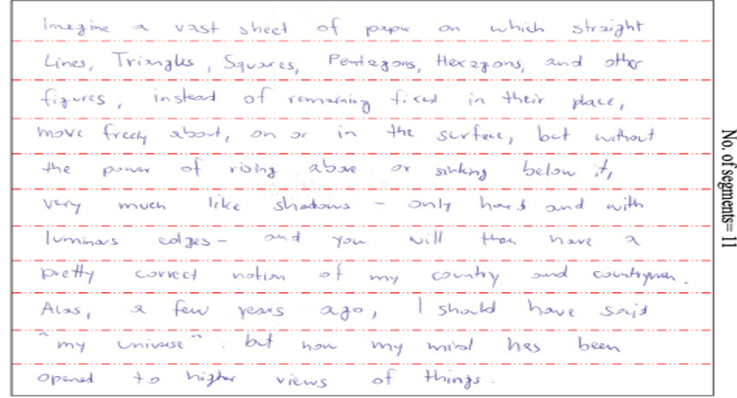 Imagine a vast sheet of paper on which straight
Lines, Triangles, Squares, Pentagons, Hexagons, and other
figures, instead of remaining fixed in their place,
move freely about, on or in the surface, but without
the power of rising above or sinking below it,
very much like shadows - only hard and with
luminous edges - and you will then have a
pretty correct notion of my country and countrymen.
Alas, a few years ago, I should have said
"my universe". but now my mind has been
opened to higher views of things.
No. of segments= 11